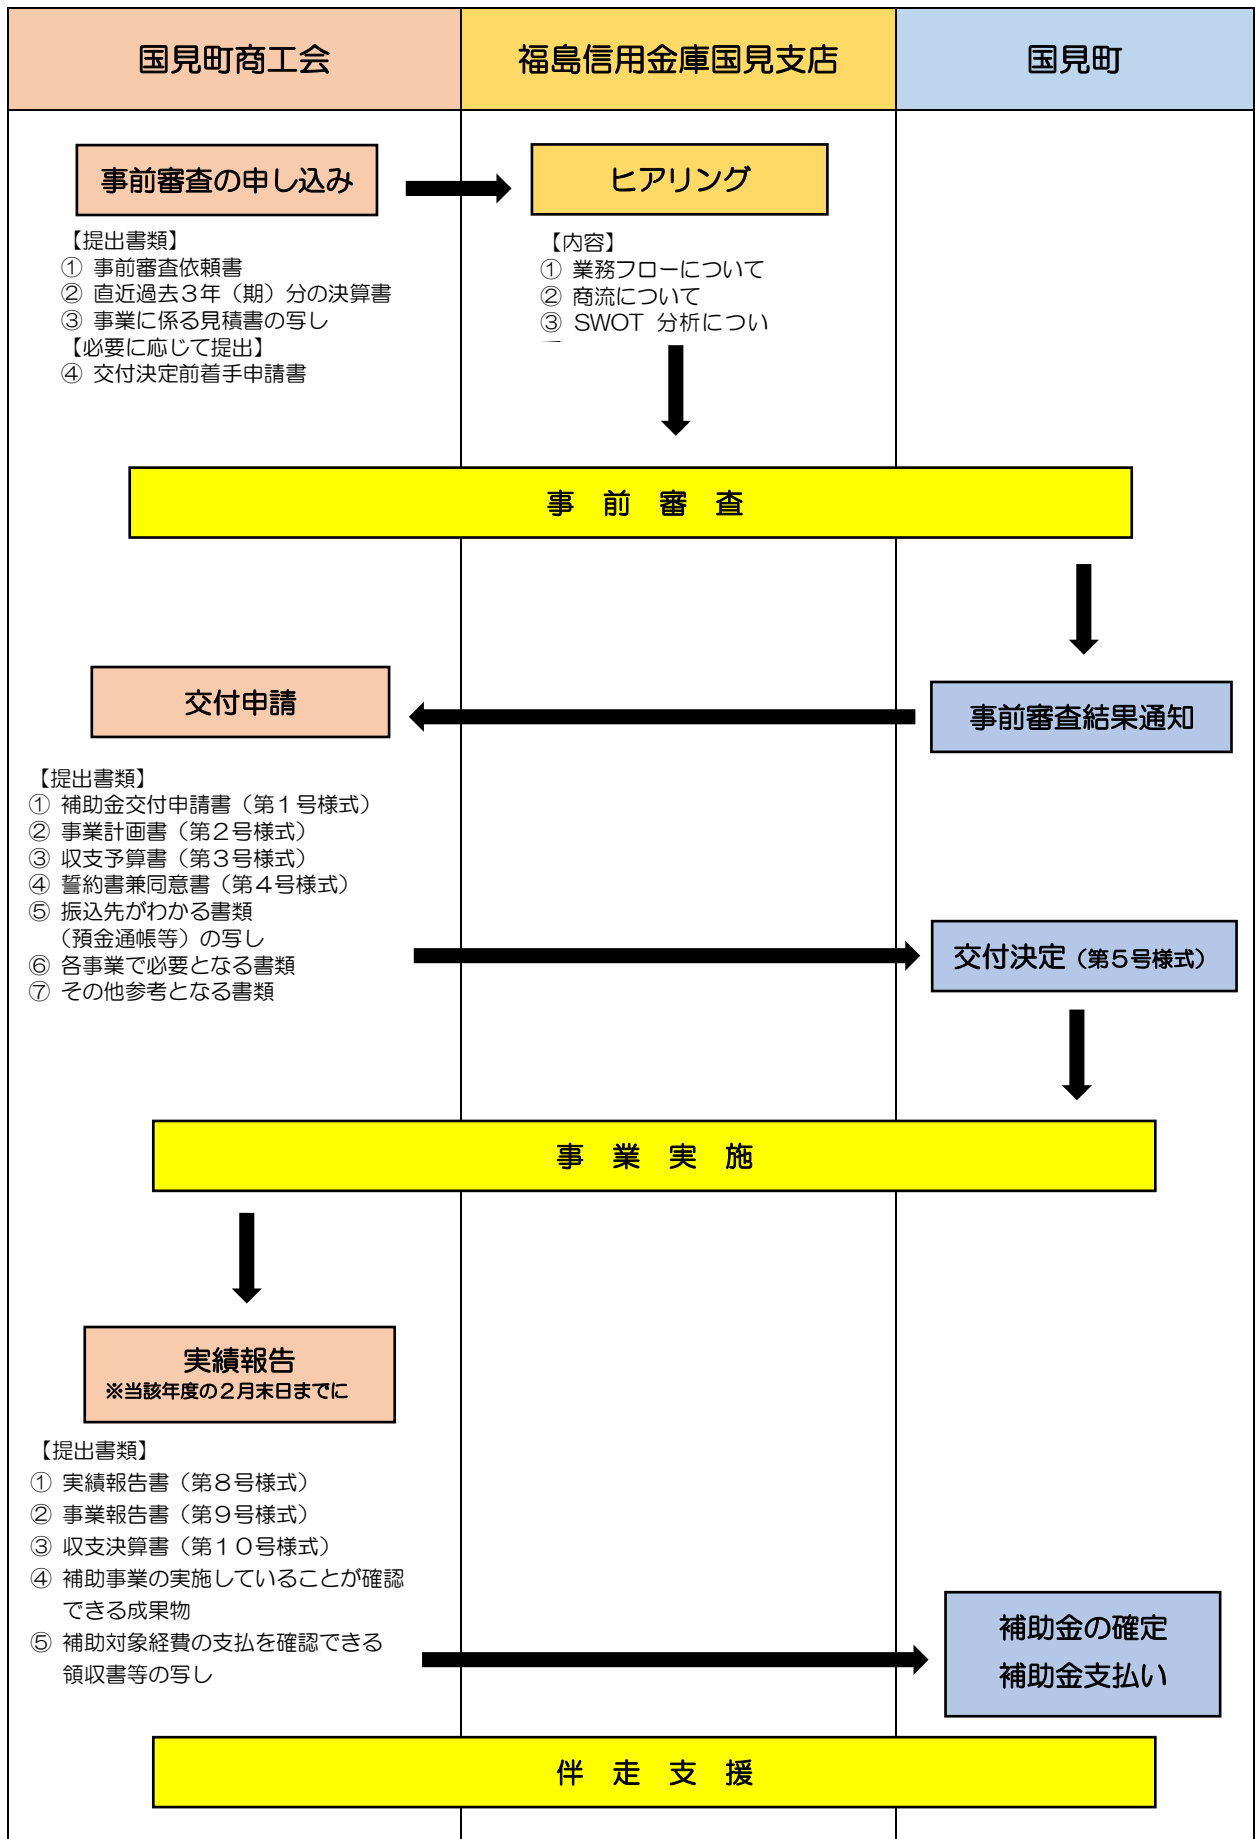 国見町商工会
福島信用金庫国見支店
国見町
事前審査の申し込み
【提出書類】
① 事前審査依頼書
② 直近過去３年（期）分の決算書
③ 事業に係る見積書の写し
【必要に応じて提出】
④ 交付決定前着手申請書
ヒアリング
【内容】
① 業務フローについて
② 商流について
③ SWOT 分析につい
事 前 審 査
事前審査結果通知
交付申請
【提出書類】
① 補助金交付申請書（第１号様式）
② 事業計画書（第２号様式）
③ 収支予算書（第３号様式）
④ 誓約書兼同意書（第４号様式）
⑤ 振込先がわかる書類
（預金通帳等）の写し
⑥ 各事業で必要となる書類
⑦ その他参考となる書類
交付決定（第５号様式）
事 業 実 施
実績報告
※当該年度の２月末日までに
【提出書類】
① 実績報告書（第８号様式）
② 事業報告書（第９号様式）
③ 収支決算書（第１０号様式）
④ 補助事業の実施していることが確認
できる成果物
⑤ 補助対象経費の支払を確認できる
領収書等の写し
補助金の確定
補助金支払い
伴 走 支 援